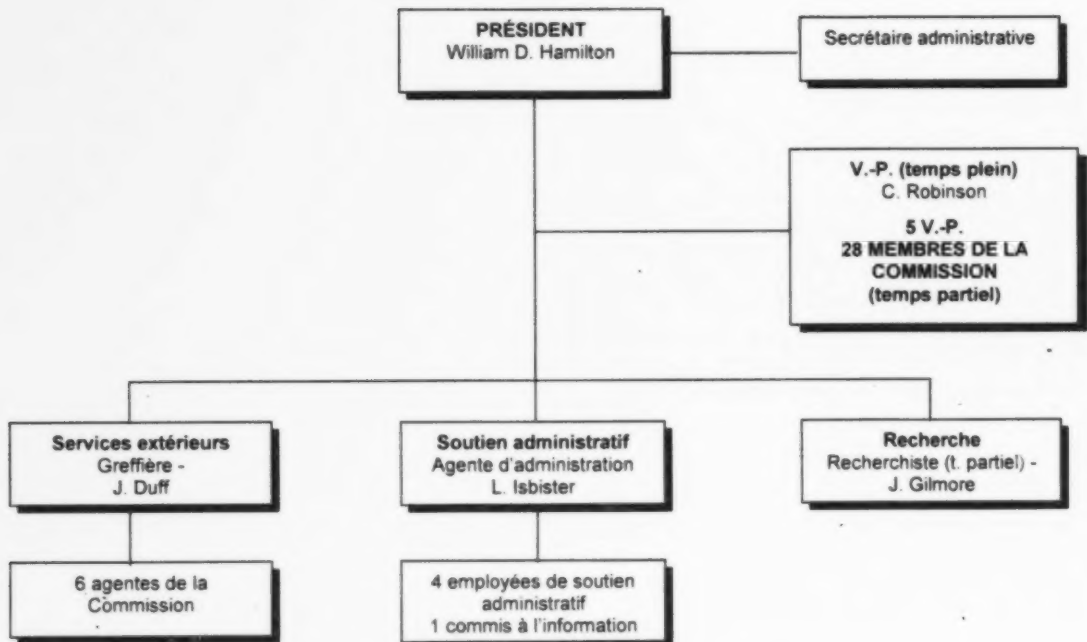 PRÉSIDENT
William D. Hamilton
Secrétaire administrative
V.-P. (temps plein)
C. Robinson
5 V.-P.
28 MEMBRES DE LA
COMMISSION
(temps partiel)
Services extérieurs
Greffière -
J. Duff
Soutien administratif
Agente d'administration
L. Isbister
Recherche
Recherchiste (t. partiel) -
J. Gilmore
6 agentes de la
Commission
4 employées de soutien
administratif
1 commis à l'information